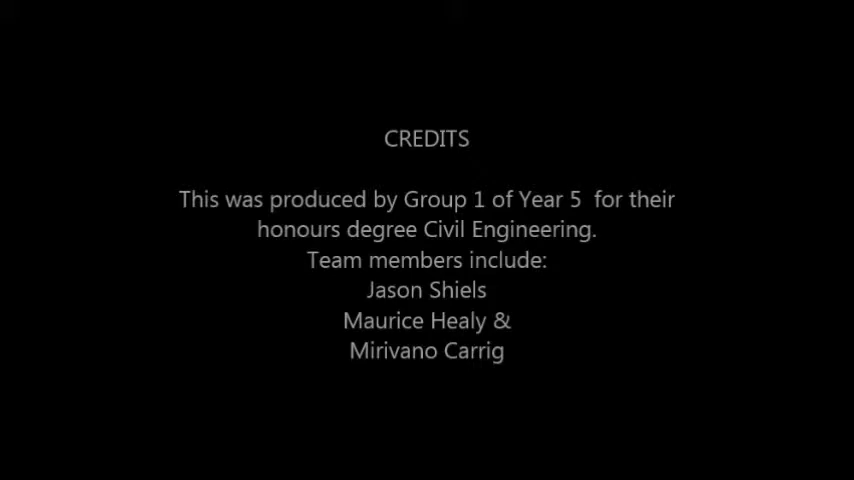 CREDITS
This was produced by Group 1 of Year 5  for their
honours degree Civil Engineering.
Team members include:
Jason Shiels
Maurice Healy &
Mirivano Carrig